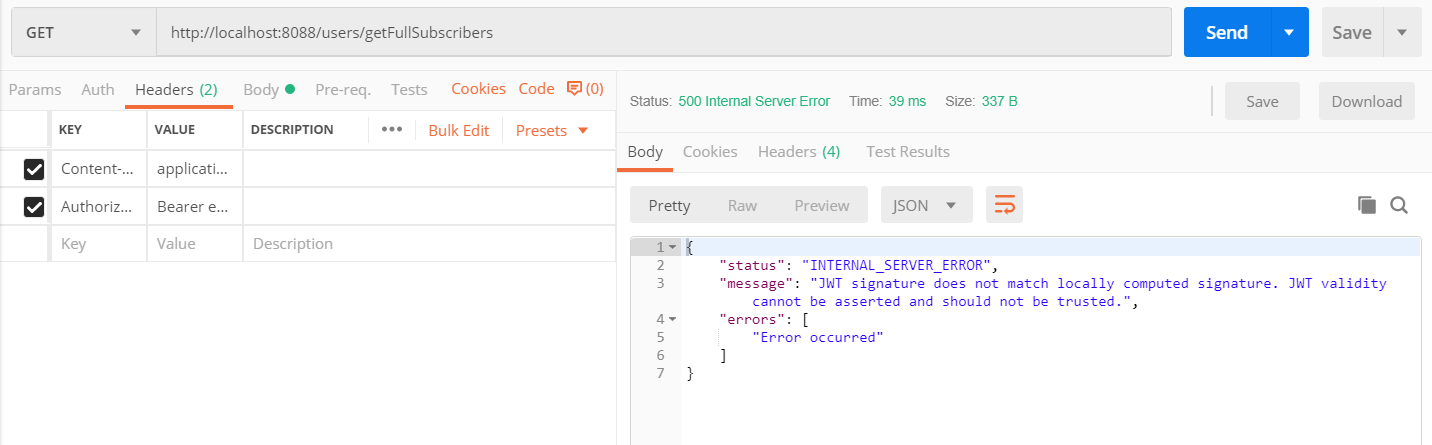 GET http://localhost:8088/users/getFullSubscribers Send Save
Params Auth Headers (2) Body Pre-req. Tests Cookies Code (0)
KEY VALUE DESCRIPTION ••• Bulk Edit Presets
Content-... applicati...
Authoriz... Bearer e...
Key Value Description
Status: 500 Internal Server Error Time: 39 ms Size: 337 B Save Download
Body Cookies Headers (4) Test Results
Pretty Raw Preview JSON
1 {
2 "status": "INTERNAL_SERVER_ERROR",
3 "message": "JWT signature does not match locally computed signature. JWT validity
cannot be asserted and should not be trusted.",
4 "errors": [
5 "Error occurred"
6 ]
7 }